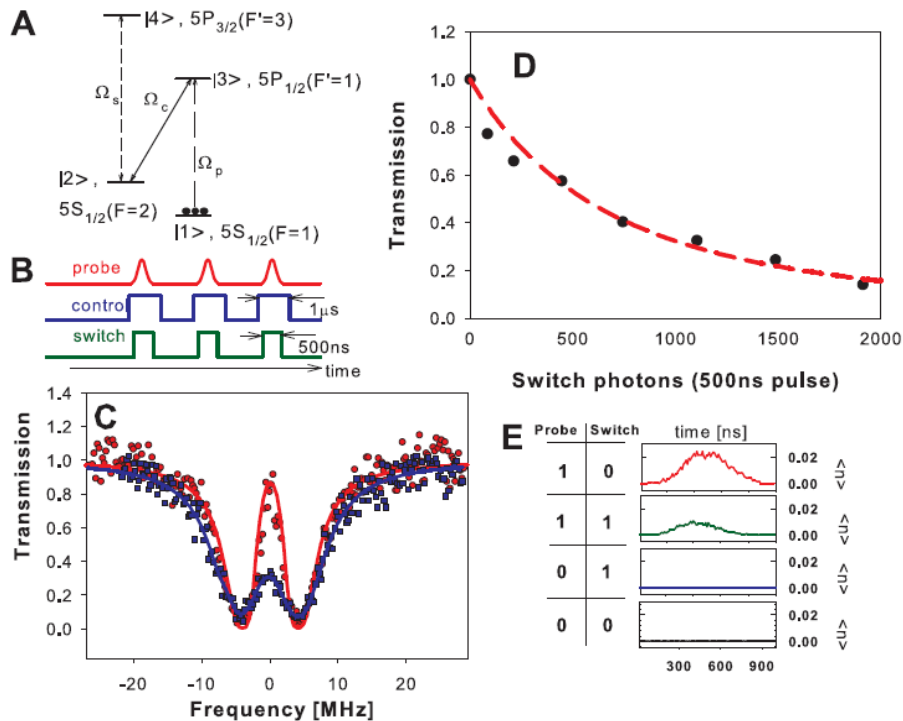 A
|4> , 5P3/2(F'=3)
|3> , 5P1/2(F'=1)
Ωs
Ωc
Ωp
|2> ,
5S1/2(F=2)
|1> , 5S1/2(F=1)
B
probe
control
1μs
switch
500ns
time
C
Transmission
1.4
1.2
1.0
0.8
0.6
0.4
0.2
0.0
-20 -10 0 10 20
Frequency [MHz]
D
Transmission
1.2
1.0
0.8
0.6
0.4
0.2
0.0
0 500 1000 1500 2000
Switch photons (500ns pulse)
E
Probe Switch time [ns]
1 0 0.02 0.00 <n>
1 1 0.02 0.00 <n>
0 1 0.02 0.00 <n>
0 0 0.02 0.00 <n>
300 600 900